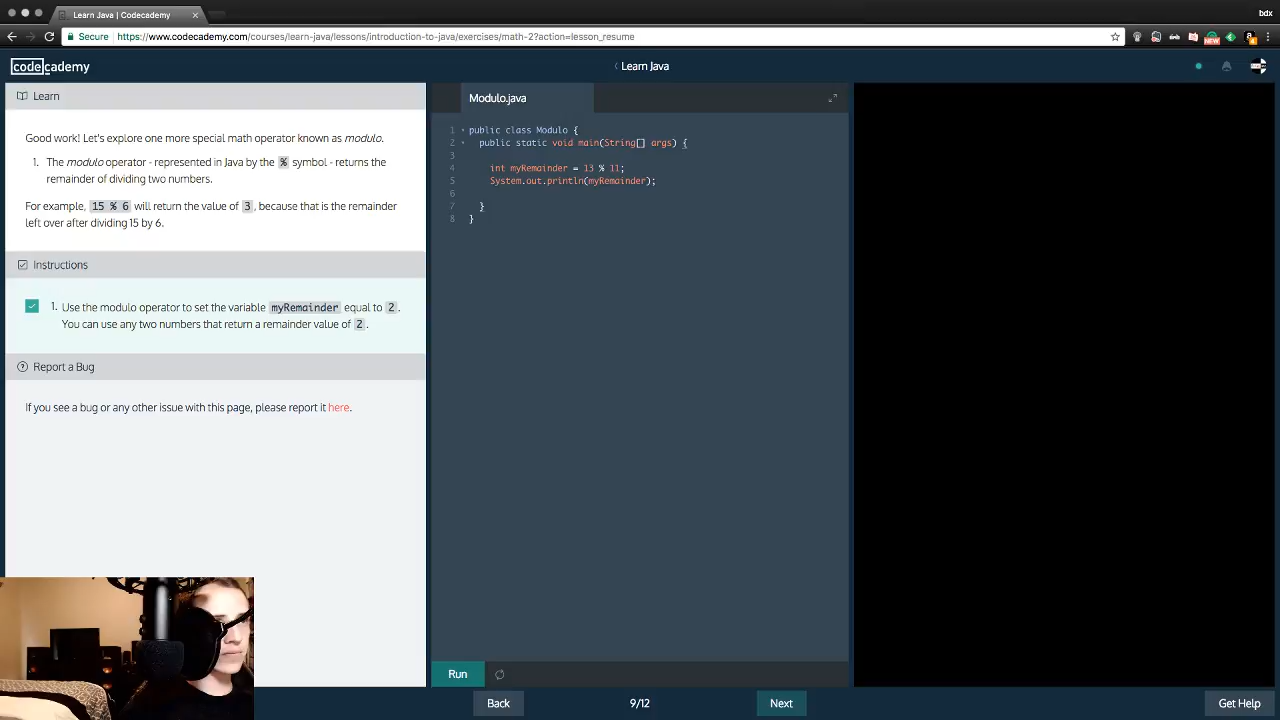 Learn Java | Codecademy
bdx
Secure
https://www.codecademy.com/courses/learn-java/lessons/introduction-to-java/exercises/math-2?action=lesson_resume
NEW
codecademy
Learn Java
Learn
Good work! Let's explore one more special math operator known as modulo.
1. The modulo operator - represented in Java by the % symbol - returns the
remainder of dividing two numbers.
For example, 15 % 6 will return the value of 3, because that is the remainder
left over after dividing 15 by 6.
Instructions
1. Use the modulo operator to set the variable myRemainder equal to 2.
You can use any two numbers that return a remainder value of 2.
Report a Bug
If you see a bug or any other issue with this page, please report it here.
Modulo.java
1 public class Modulo {
2 public static void main(String[] args) {
3
4 int myRemainder = 13 % 11;
5 System.out.println(myRemainder);
6
7 }
8 }
Run
Back
9/12
Next
Get Help